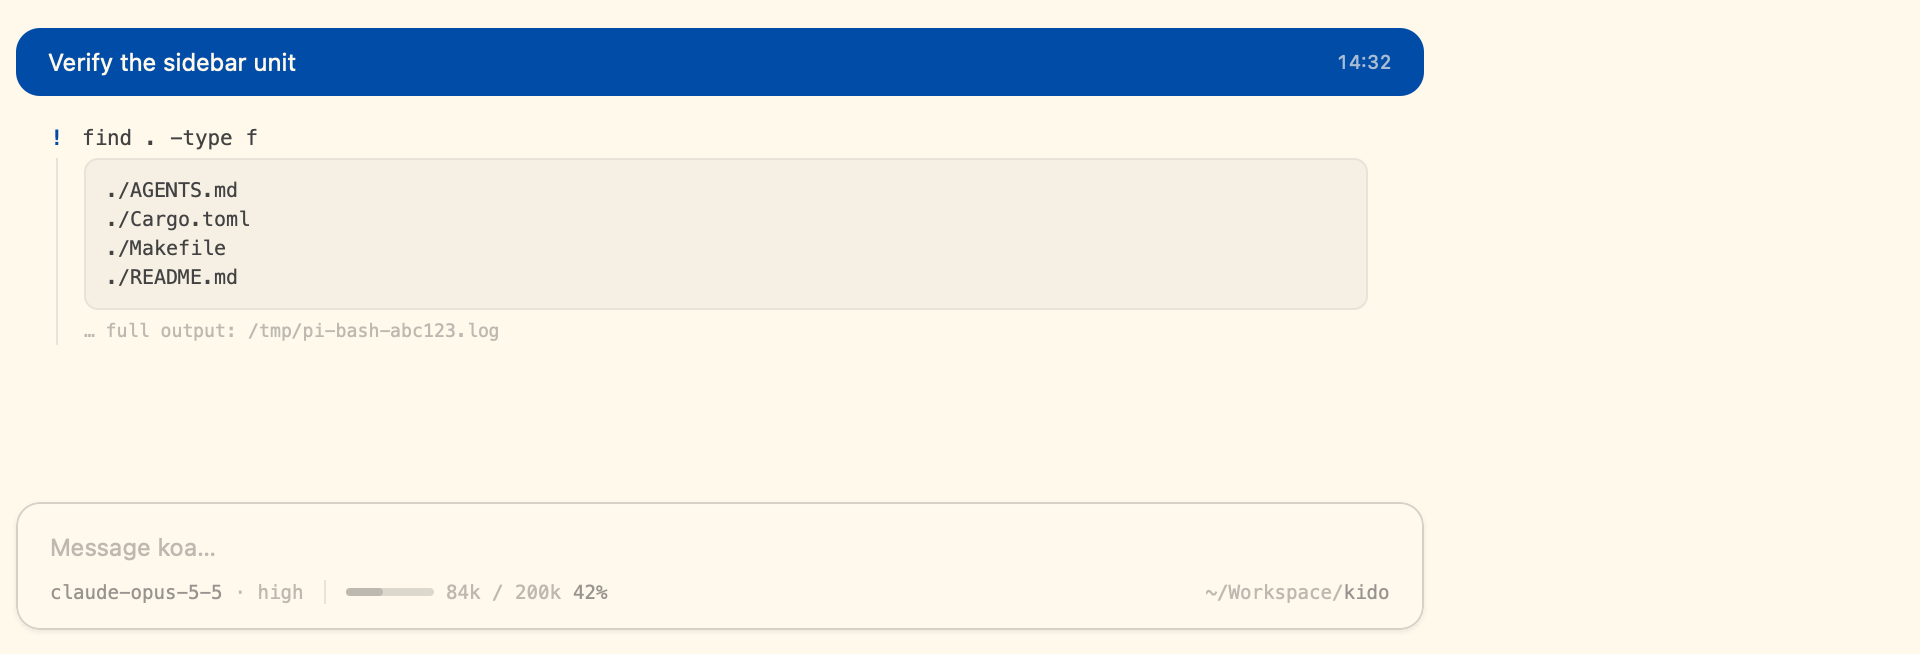 Verify the sidebar unit 14:32
! find . -type f
./AGENTS.md
./Cargo.toml
./Makefile
./README.md
… full output: /tmp/pi-bash-abc123.log
Message koa...
claude-opus-5-5 · high 84k / 200k 42% ~/Workspace/kido